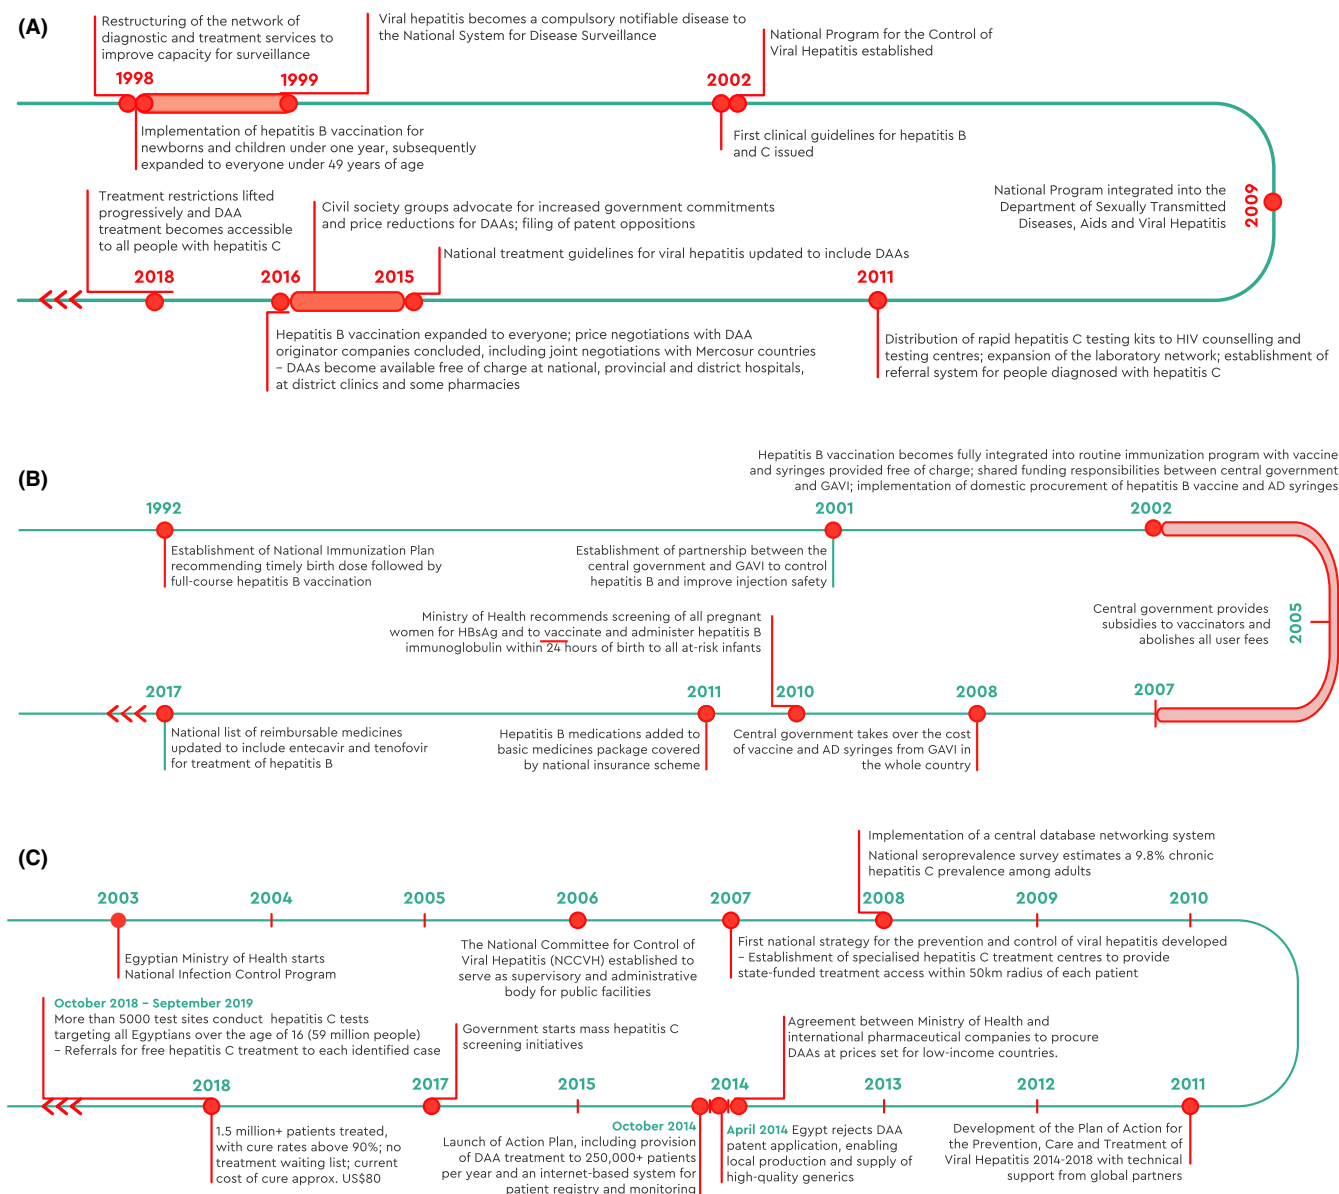 (A)
Restructuring of the network of
diagnostic and treatment services to
improve capacity for surveillance
Viral hepatitis becomes a compulsory notifiable disease to
the National System for Disease Surveillance
National Program for the Control of
Viral Hepatitis established
1998
1999
2002
Implementation of hepatitis B vaccination for
newborns and children under one year, subsequently
expanded to everyone under 49 years of age
First clinical guidelines for hepatitis B
and C issued
National Program integrated into the
Department of Sexually Transmitted
Diseases, Aids and Viral Hepatitis
2009
Treatment restrictions lifted
progressively and DAA
treatment becomes accessible
to all people with hepatitis C
Civil society groups advocate for increased government commitments
and price reductions for DAAs; filing of patent oppositions
National treatment guidelines for viral hepatitis updated to include DAAs
2018
2016
2015
2011
Hepatitis B vaccination expanded to everyone; price negotiations with DAA
originator companies concluded, including joint negotiations with Mercosur countries
– DAAs become available free of charge at national, provincial and district hospitals,
at district clinics and some pharmacies
Distribution of rapid hepatitis C testing kits to HIV counselling and
testing centres; expansion of the laboratory network; establishment of
referral system for people diagnosed with hepatitis C
(B)
Hepatitis B vaccination becomes fully integrated into routine immunization program with vaccine
and syringes provided free of charge; shared funding responsibilities between central government
and GAVI; implementation of domestic procurement of hepatitis B vaccine and AD syringes
1992
2001
2002
Establishment of National Immunization Plan
recommending timely birth dose followed by
full-course hepatitis B vaccination
Establishment of partnership between the
central government and GAVI to control
hepatitis B and improve injection safety
Central government provides
subsidies to vaccinators and
abolishes all user fees
2005
Ministry of Health recommends screening of all pregnant
women for HBsAg and to vaccinate and administer hepatitis B
immunoglobulin within 24 hours of birth to all at-risk infants
2017
2011
2010
2008
2007
National list of reimbursable medicines
updated to include entecavir and tenofovir
for treatment of hepatitis B
Hepatitis B medications added to
basic medicines package covered
by national insurance scheme
Central government takes over the cost
of vaccine and AD syringes from GAVI in
the whole country
(C)
Implementation of a central database networking system
National seroprevalence survey estimates a 9.8% chronic
hepatitis C prevalence among adults
2003
2004
2005
2006
2007
2008
2009
2010
Egyptian Ministry of Health starts
National Infection Control Program
The National Committee for Control of
Viral Hepatitis (NCCVH) established to
serve as supervisory and administrative
body for public facilities
First national strategy for the prevention and control of viral hepatitis developed
– Establishment of specialised hepatitis C treatment centres to provide
state-funded treatment access within 50km radius of each patient
October 2018 – September 2019
More than 5000 test sites conduct hepatitis C tests
targeting all Egyptians over the age of 16 (59 million people)
– Referrals for free hepatitis C treatment to each identified case
Government starts mass hepatitis C
screening initiatives
Agreement between Ministry of Health and
international pharmaceutical companies to procure
DAAs at prices set for low-income countries.
2018
2017
2015
2014
2013
2012
2011
1.5 million+ patients treated,
with cure rates above 90%; no
treatment waiting list; current
cost of cure approx. US$80
October 2014
Launch of Action Plan, including provision
of DAA treatment to 250,000+ patients
per year and an internet-based system for
patient registry and monitoring
April 2014 Egypt rejects DAA
patent application, enabling
local production and supply of
high-quality generics
Development of the Plan of Action for
the Prevention, Care and Treatment of
Viral Hepatitis 2014-2018 with technical
support from global partners